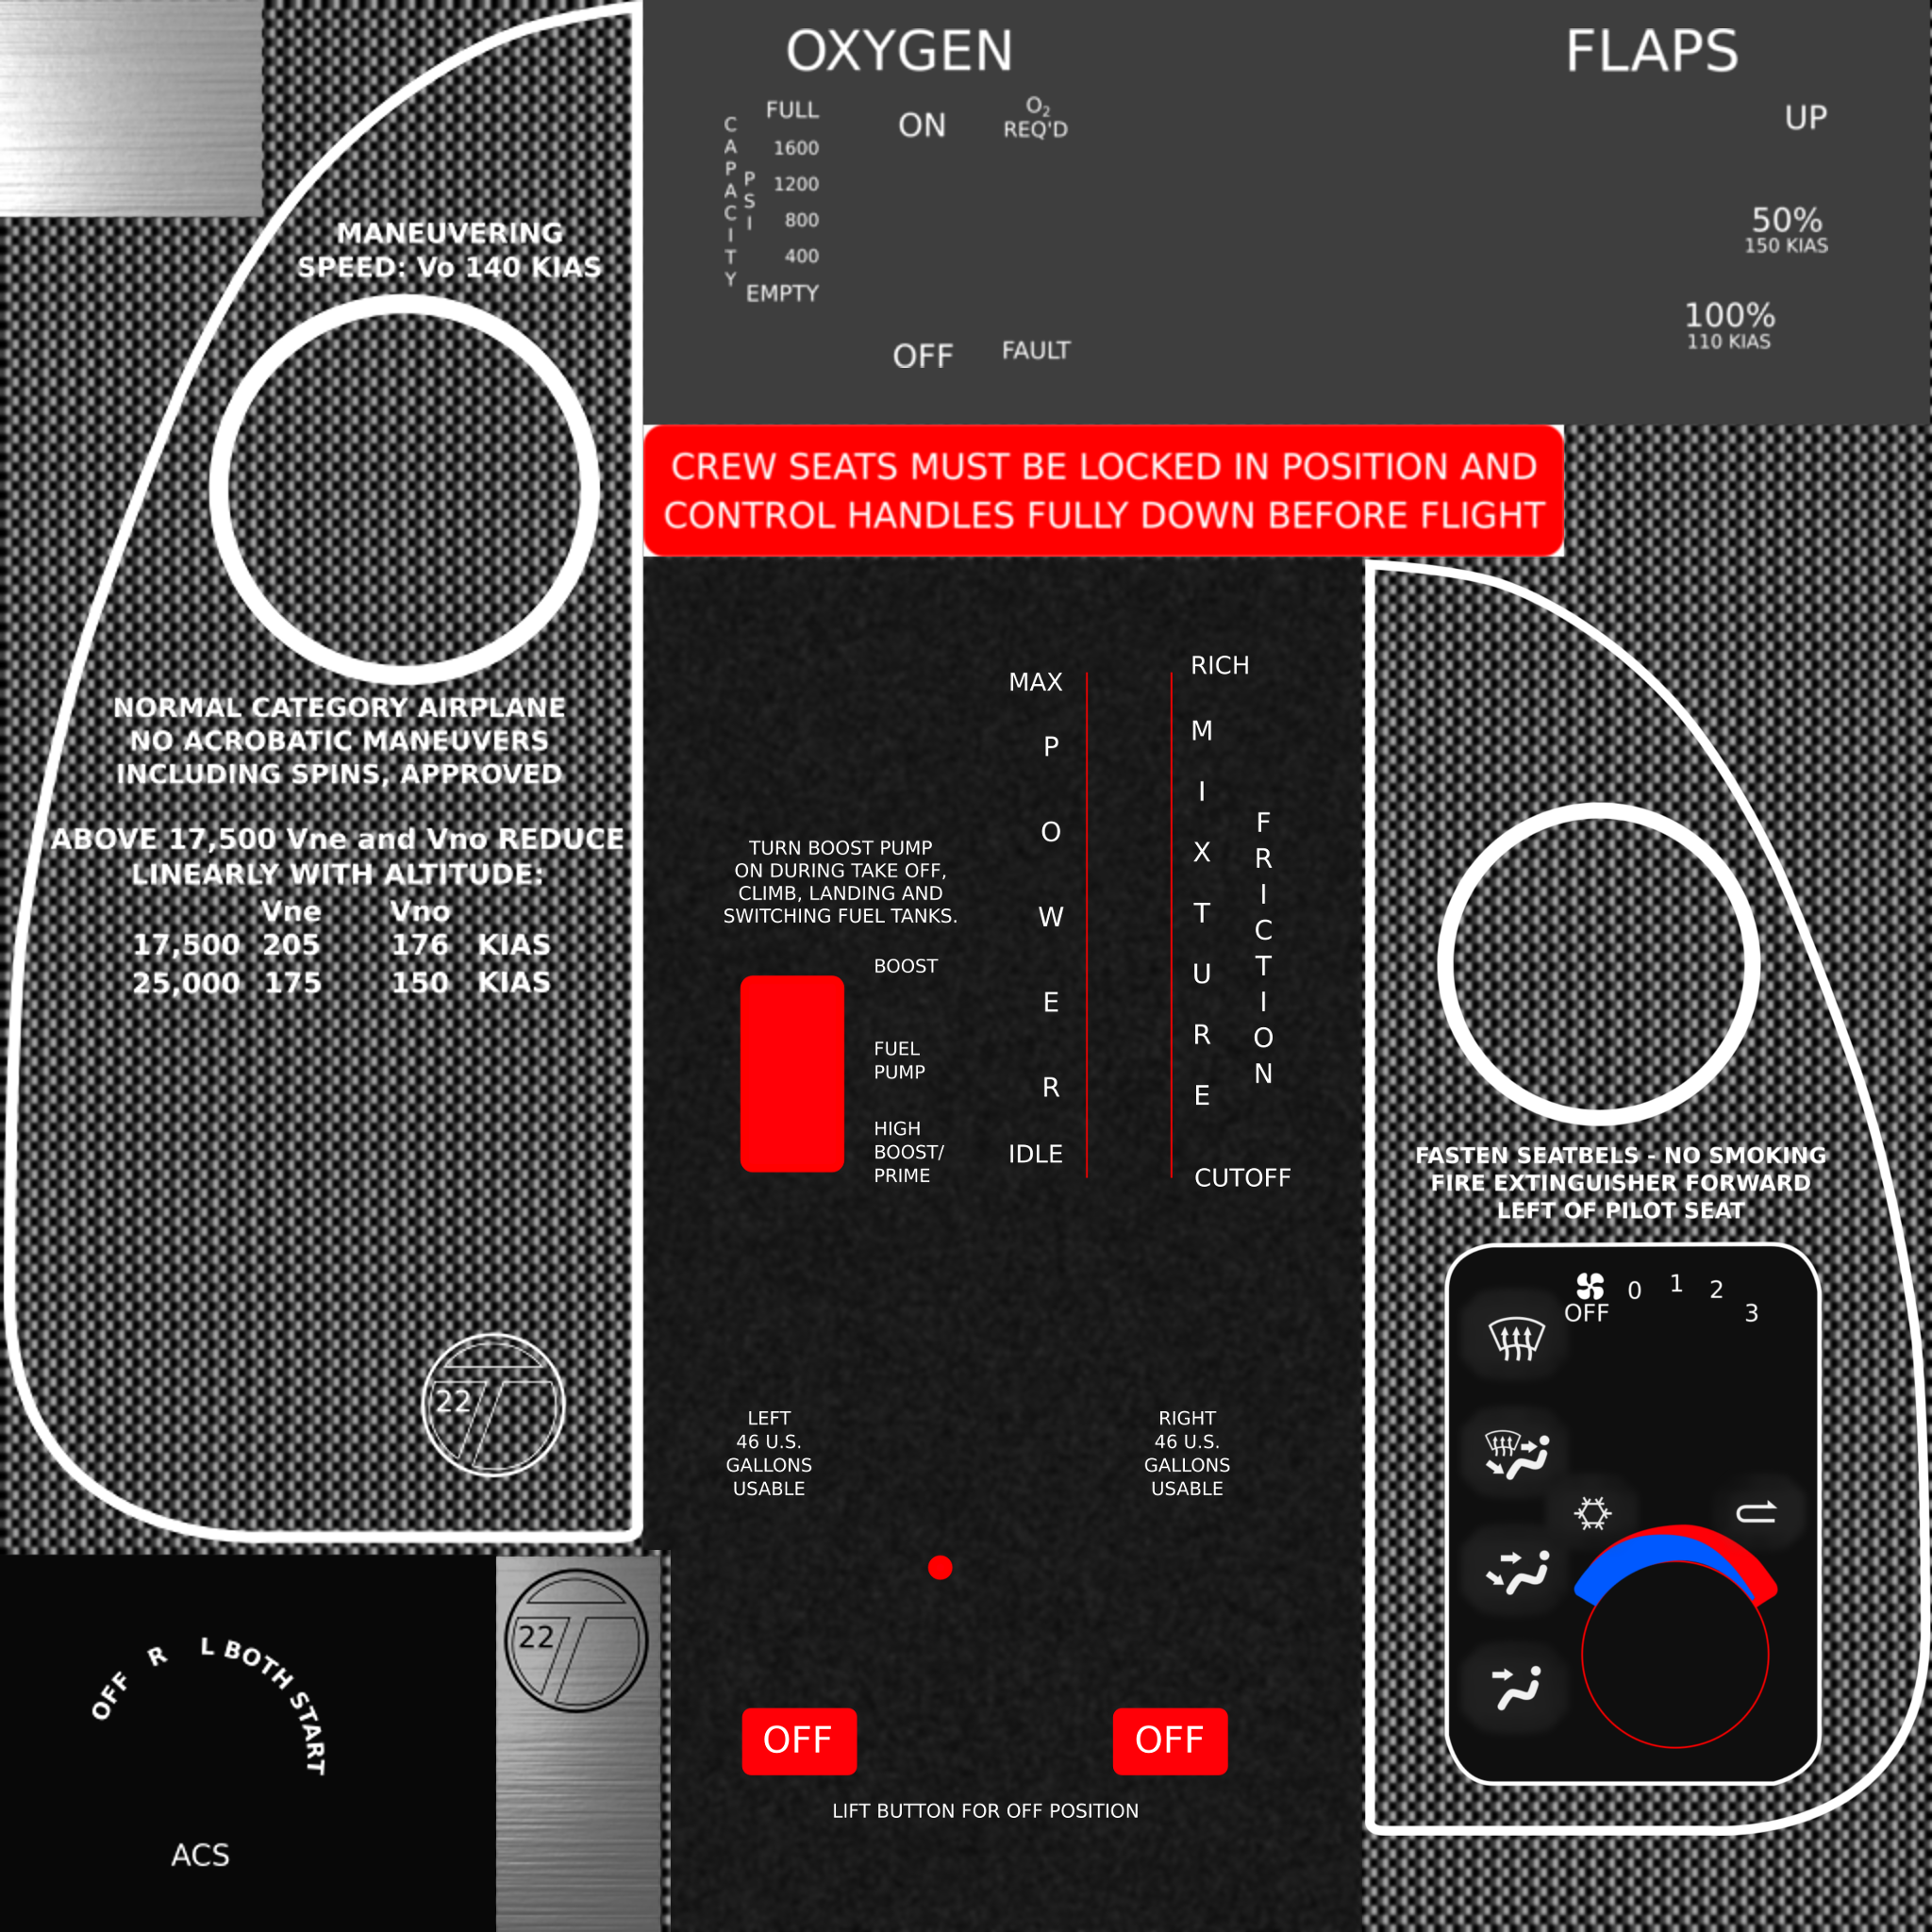 OXYGEN
FULL
1600
1200
800
400
EMPTY
CAPACITY
PSI
ON
OFF
O₂
REQ'D
FAULT
FLAPS
UP
50%
150 KIAS
100%
110 KIAS
MANEUVERING
SPEED: Vo 140 KIAS
CREW SEATS MUST BE LOCKED IN POSITION AND
CONTROL HANDLES FULLY DOWN BEFORE FLIGHT
NORMAL CATEGORY AIRPLANE
NO ACROBATIC MANEUVERS
INCLUDING SPINS, APPROVED
ABOVE 17,500 Vne and Vno REDUCE
LINEARLY WITH ALTITUDE:
Vne Vno
17,500 205 176 KIAS
25,000 175 150 KIAS
22
MAX
POWER
IDLE
RICH
MIXTURE
CUTOFF
FRICTION
TURN BOOST PUMP
ON DURING TAKE OFF,
CLIMB, LANDING AND
SWITCHING FUEL TANKS.
BOOST
FUEL
PUMP
HIGH
BOOST/
PRIME
LEFT
46 U.S.
GALLONS
USABLE
RIGHT
46 U.S.
GALLONS
USABLE
OFF
OFF
LIFT BUTTON FOR OFF POSITION
FASTEN SEATBELS - NO SMOKING
FIRE EXTINGUISHER FORWARD
LEFT OF PILOT SEAT
OFF 0 1 2 3
OFF R L BOTH START
ACS
22